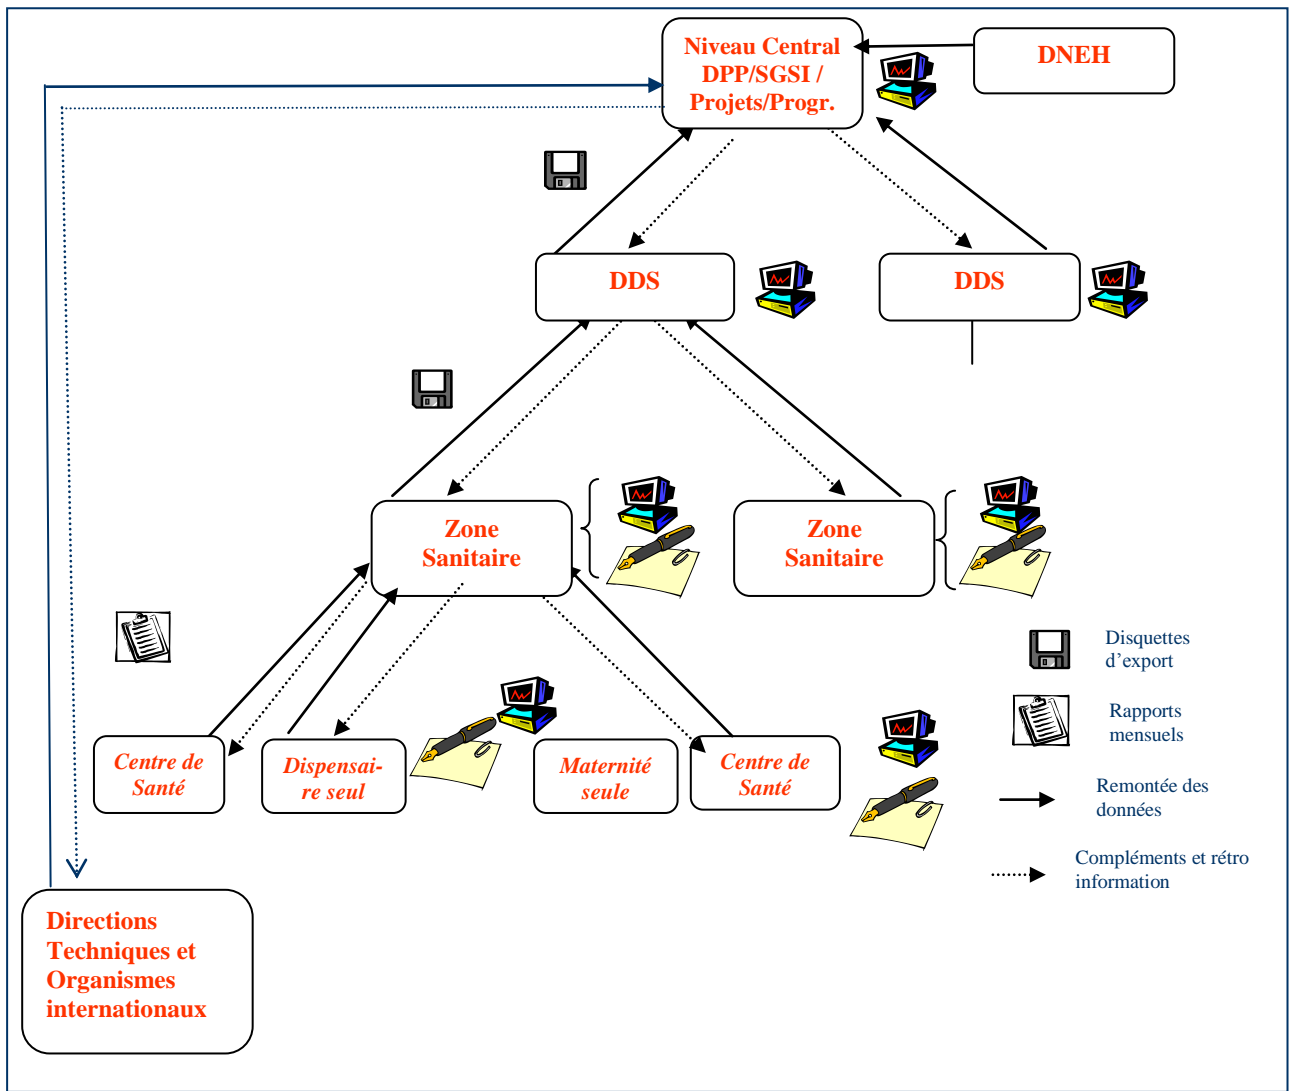 Niveau Central
DPP/SGSI /
Projets/Progr.
DNEH
DDS
DDS
Zone
Sanitaire
Zone
Sanitaire
Disquettes
d’export
Rapports
mensuels
Centre de
Santé
Dispensai-
re seul
Maternité
seule
Centre de
Santé
Remontée des
données
Compléments et rétro
information
Directions
Techniques et
Organismes
internationaux